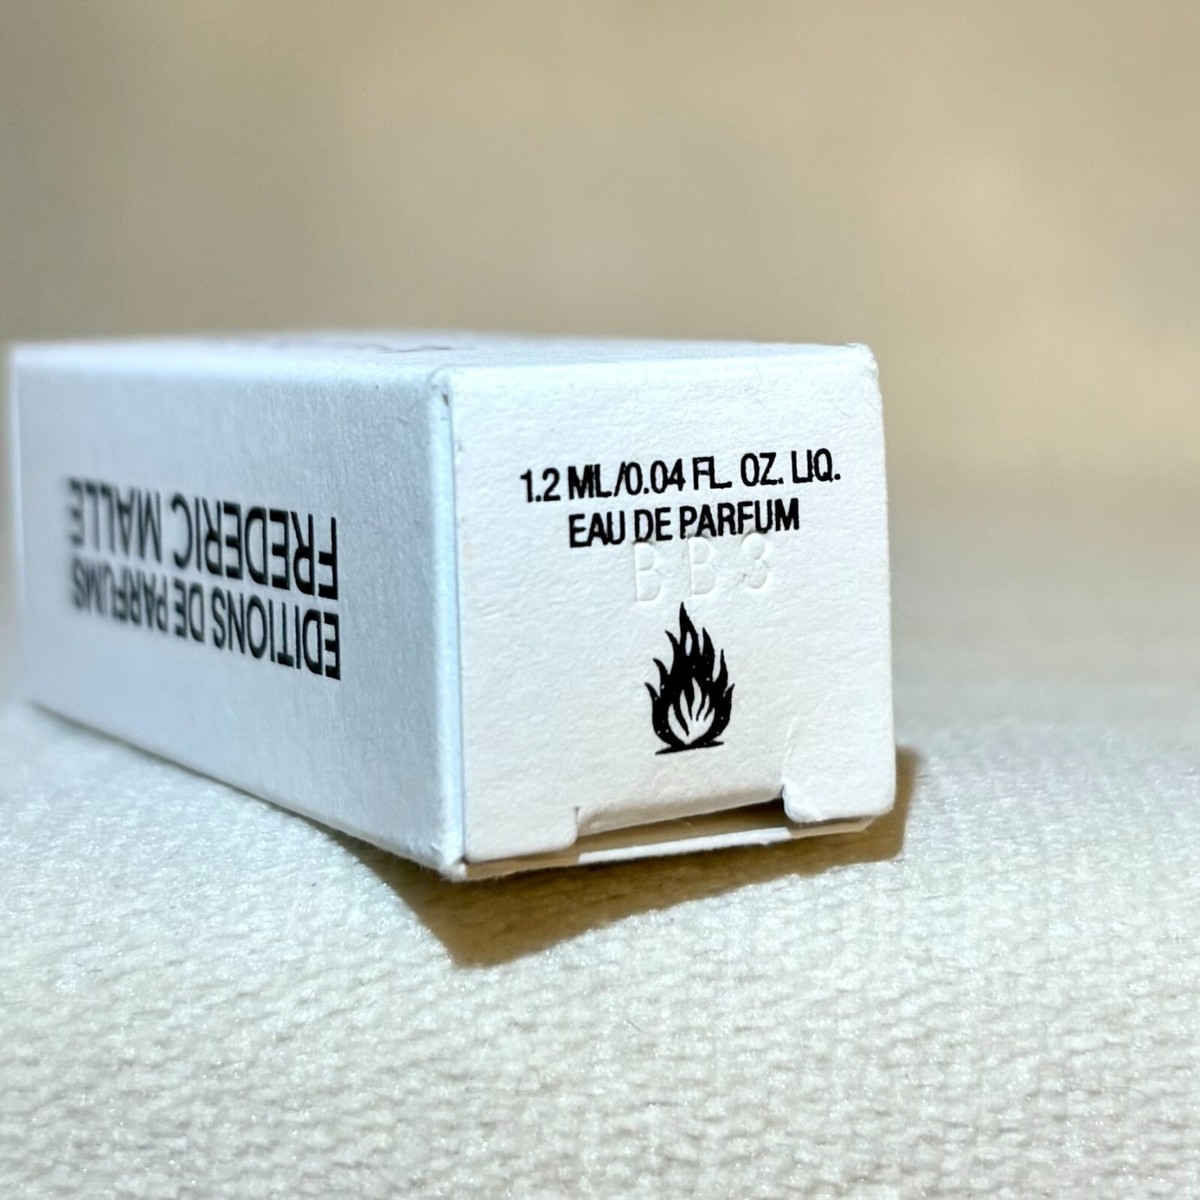 1.2 ML/0.04 FL. OZ. LIQ.
EAU DE PARFUM
BB3
EDITIONS DE PARFUMS
FREDERIC MALLE